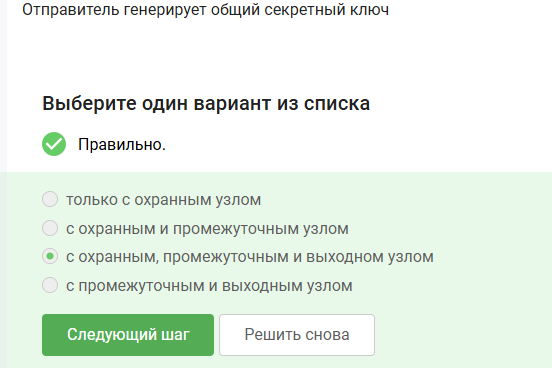 Отправитель генерирует общий секретный ключ
Выберите один вариант из списка
Правильно.
только с охранным узлом
с охранным и промежуточным узлом
с охранным, промежуточным и выходном узлом
с промежуточным и выходным узлом
Следующий шаг
Решить снова